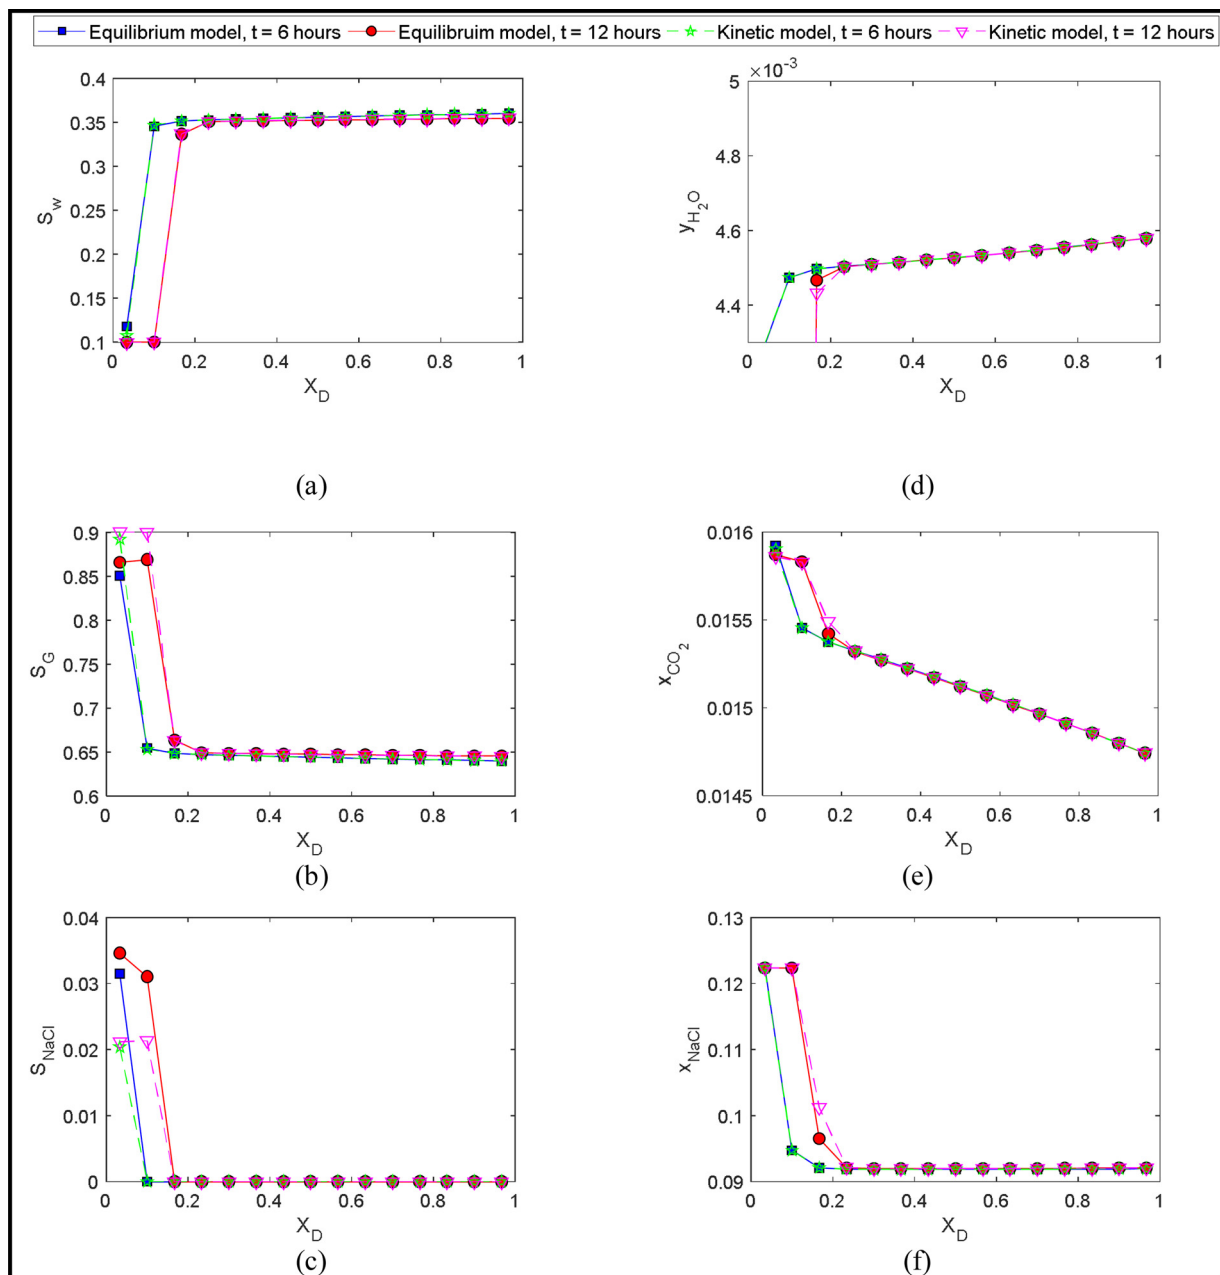 Equilibrium model, t = 6 hours Equilibruim model, t = 12 hours Kinetic model, t = 6 hours Kinetic model, t = 12 hours
0.4
0.35
0.3
0.25
0.2
0.15
0.1
S_w
0 0.2 0.4 0.6 0.8 1
X_D
(a)
×10^-3
5
4.8
4.6
4.4
y_H_2O
0 0.2 0.4 0.6 0.8 1
X_D
(d)
0.9
0.85
0.8
0.75
0.7
0.65
0.6
S_G
0 0.2 0.4 0.6 0.8 1
X_D
(b)
0.016
0.0155
0.015
0.0145
x_CO_2
0 0.2 0.4 0.6 0.8 1
X_D
(e)
0.04
0.03
0.02
0.01
0
S_NaCl
0 0.2 0.4 0.6 0.8 1
X_D
(c)
0.13
0.12
0.11
0.1
0.09
x_NaCl
0 0.2 0.4 0.6 0.8 1
X_D
(f)